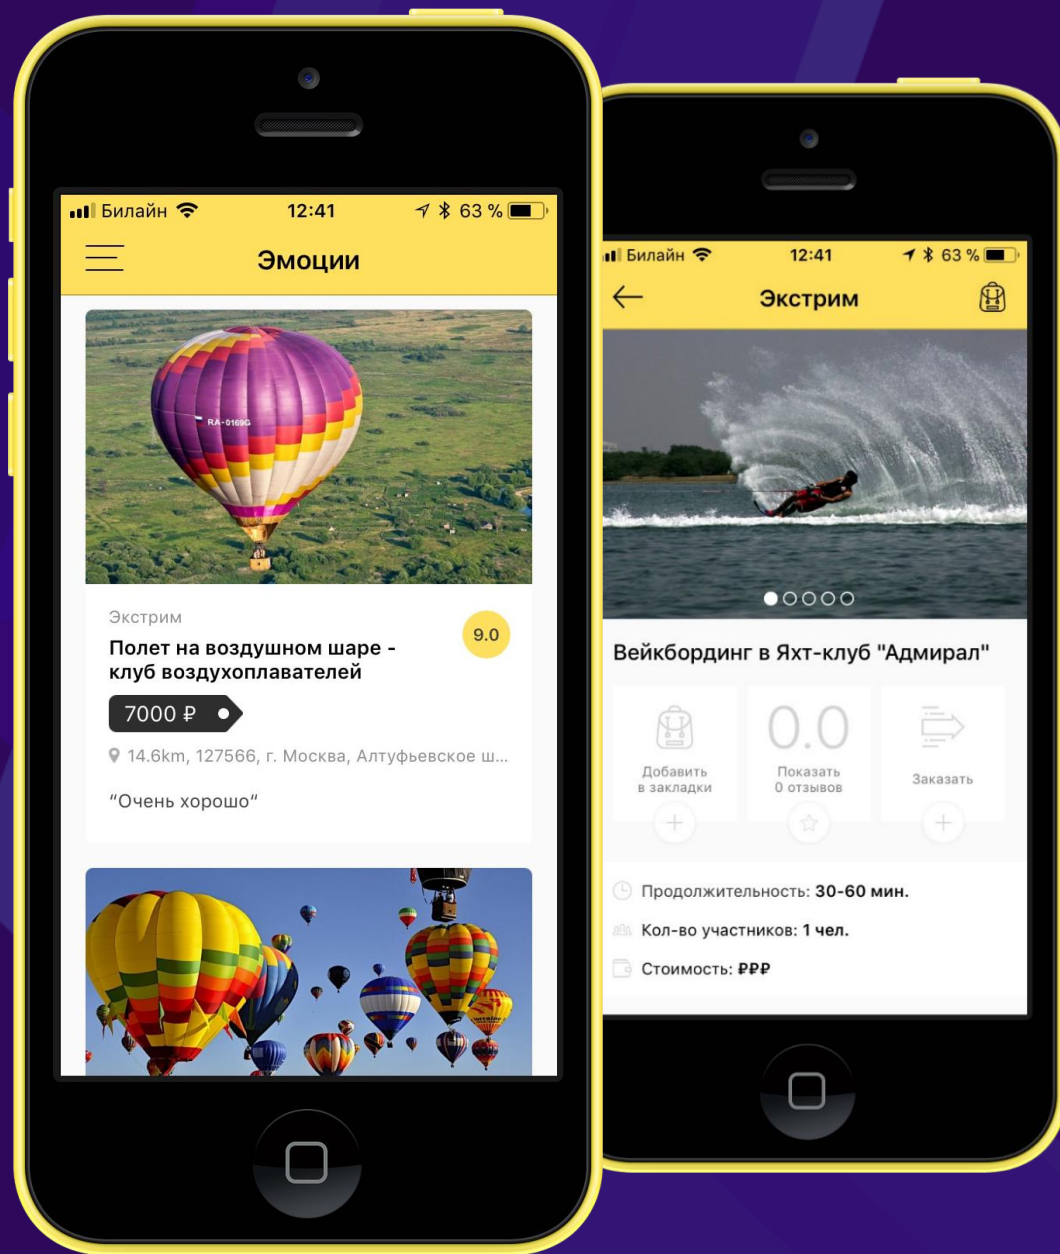 Билайн 12:41 63 %
Эмоции
RA-0169G
Экстрим
9.0
Полет на воздушном шаре -
клуб воздухоплавателей
7000 ₽
14.6km, 127566, г. Москва, Алтуфьевское ш...
“Очень хорошо“
Билайн 12:41 63 %
Экстрим
Вейкбординг в Яхт-клуб "Адмирал"
Добавить
в закладки
0.0
Показать
0 отзывов
Заказать
Продолжительность: 30-60 мин.
Кол-во участников: 1 чел.
Стоимость: ₽₽₽